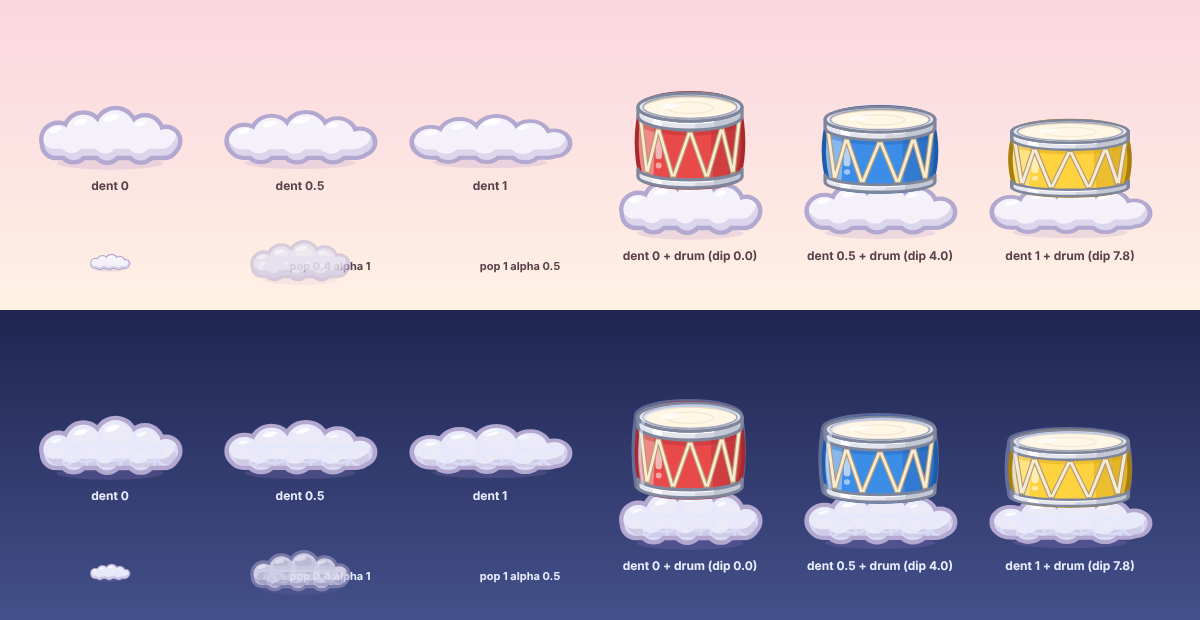 dent 0
dent 0.5
dent 1
dent 0 + drum (dip 0.0)
dent 0.5 + drum (dip 4.0)
dent 1 + drum (dip 7.8)
pop 0.4 alpha 1
pop 1 alpha 0.5
dent 0
dent 0.5
dent 1
dent 0 + drum (dip 0.0)
dent 0.5 + drum (dip 4.0)
dent 1 + drum (dip 7.8)
pop 0.4 alpha 1
pop 1 alpha 0.5